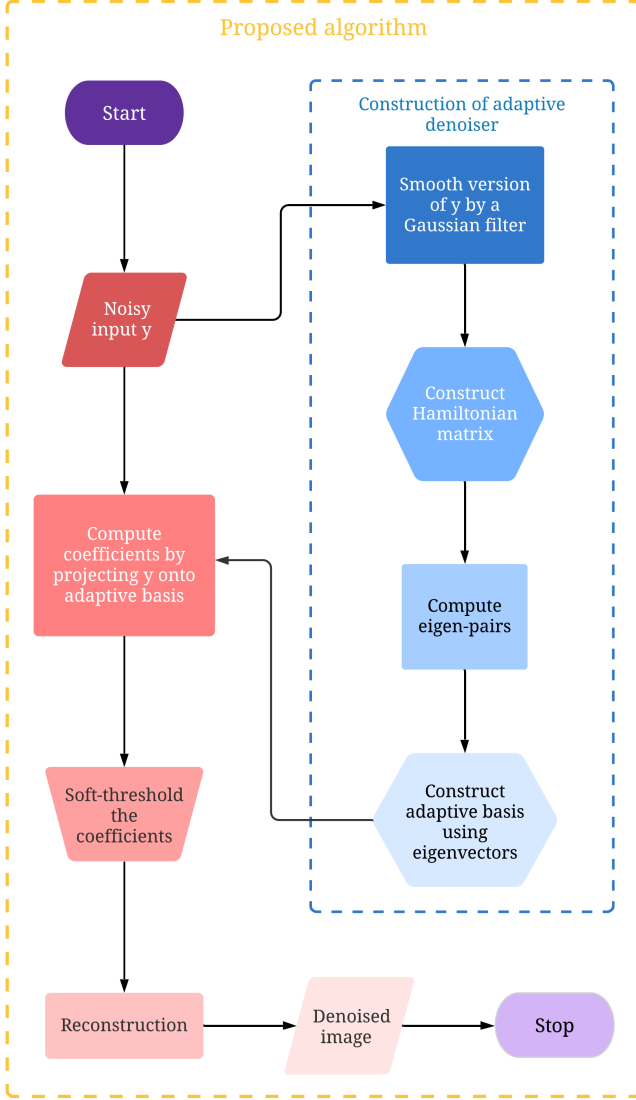 Proposed algorithm
Start
Construction of adaptive
denoiser
Smooth version
of y by a
Gaussian filter
Noisy
input y
Construct
Hamiltonian
matrix
Compute
coefficients by
projecting y onto
adaptive basis
Compute
eigen-pairs
Soft-threshold
the
coefficients
Construct
adaptive basis
using
eigenvectors
Reconstruction
Denoised
image
Stop